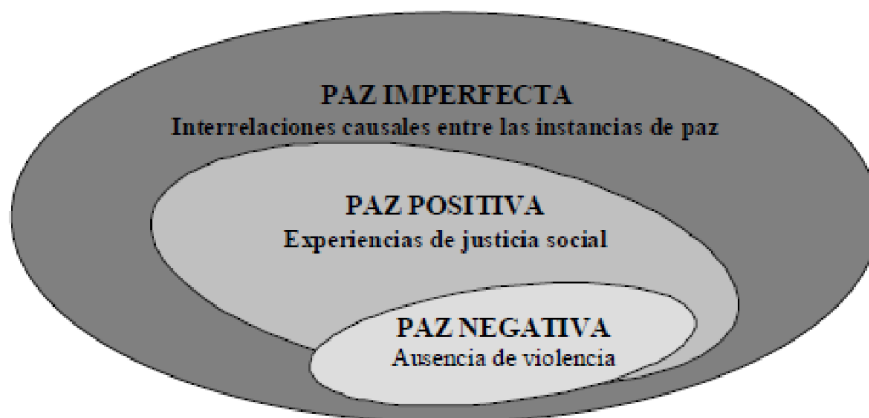 PAZ IMPERFECTA
Interrelaciones causales entre las instancias de paz
PAZ POSITIVA
Experiencias de justicia social
PAZ NEGATIVA
Ausencia de violencia